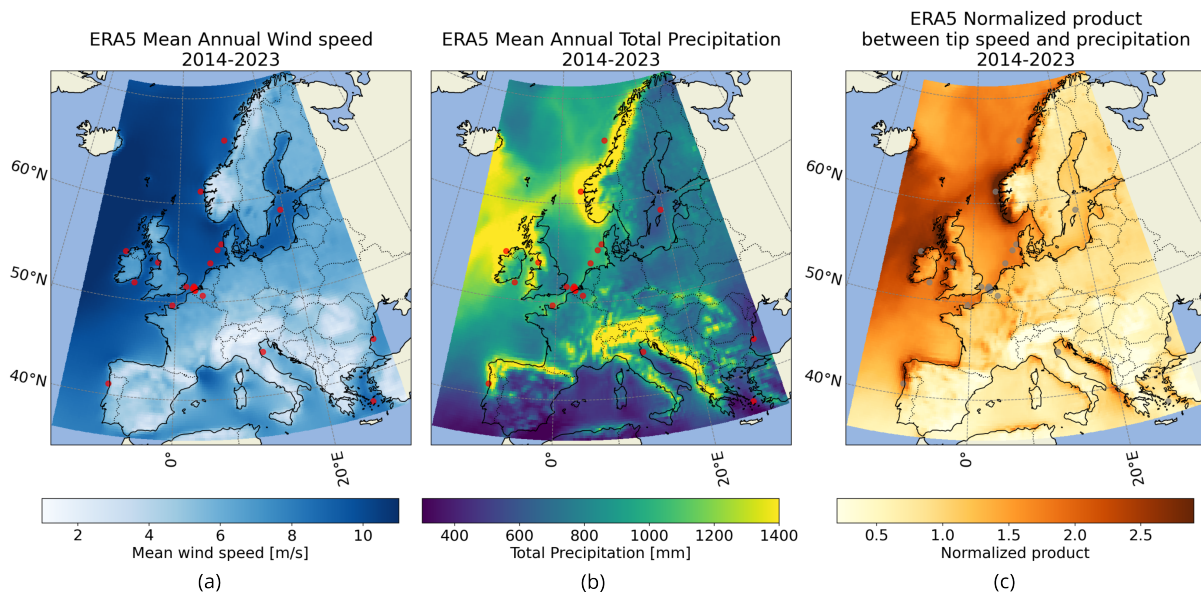 ERA5 Mean Annual Wind speed
2014-2023
60°N
50°N
40°N
0°
20°E
2 4 6 8 10
Mean wind speed [m/s]
(a)
ERA5 Mean Annual Total Precipitation
2014-2023
0°
20°E
400 600 800 1000 1200 1400
Total Precipitation [mm]
(b)
ERA5 Normalized product
between tip speed and precipitation
2014-2023
60°N
50°N
40°N
0°
20°E
0.5 1.0 1.5 2.0 2.5
Normalized product
(c)